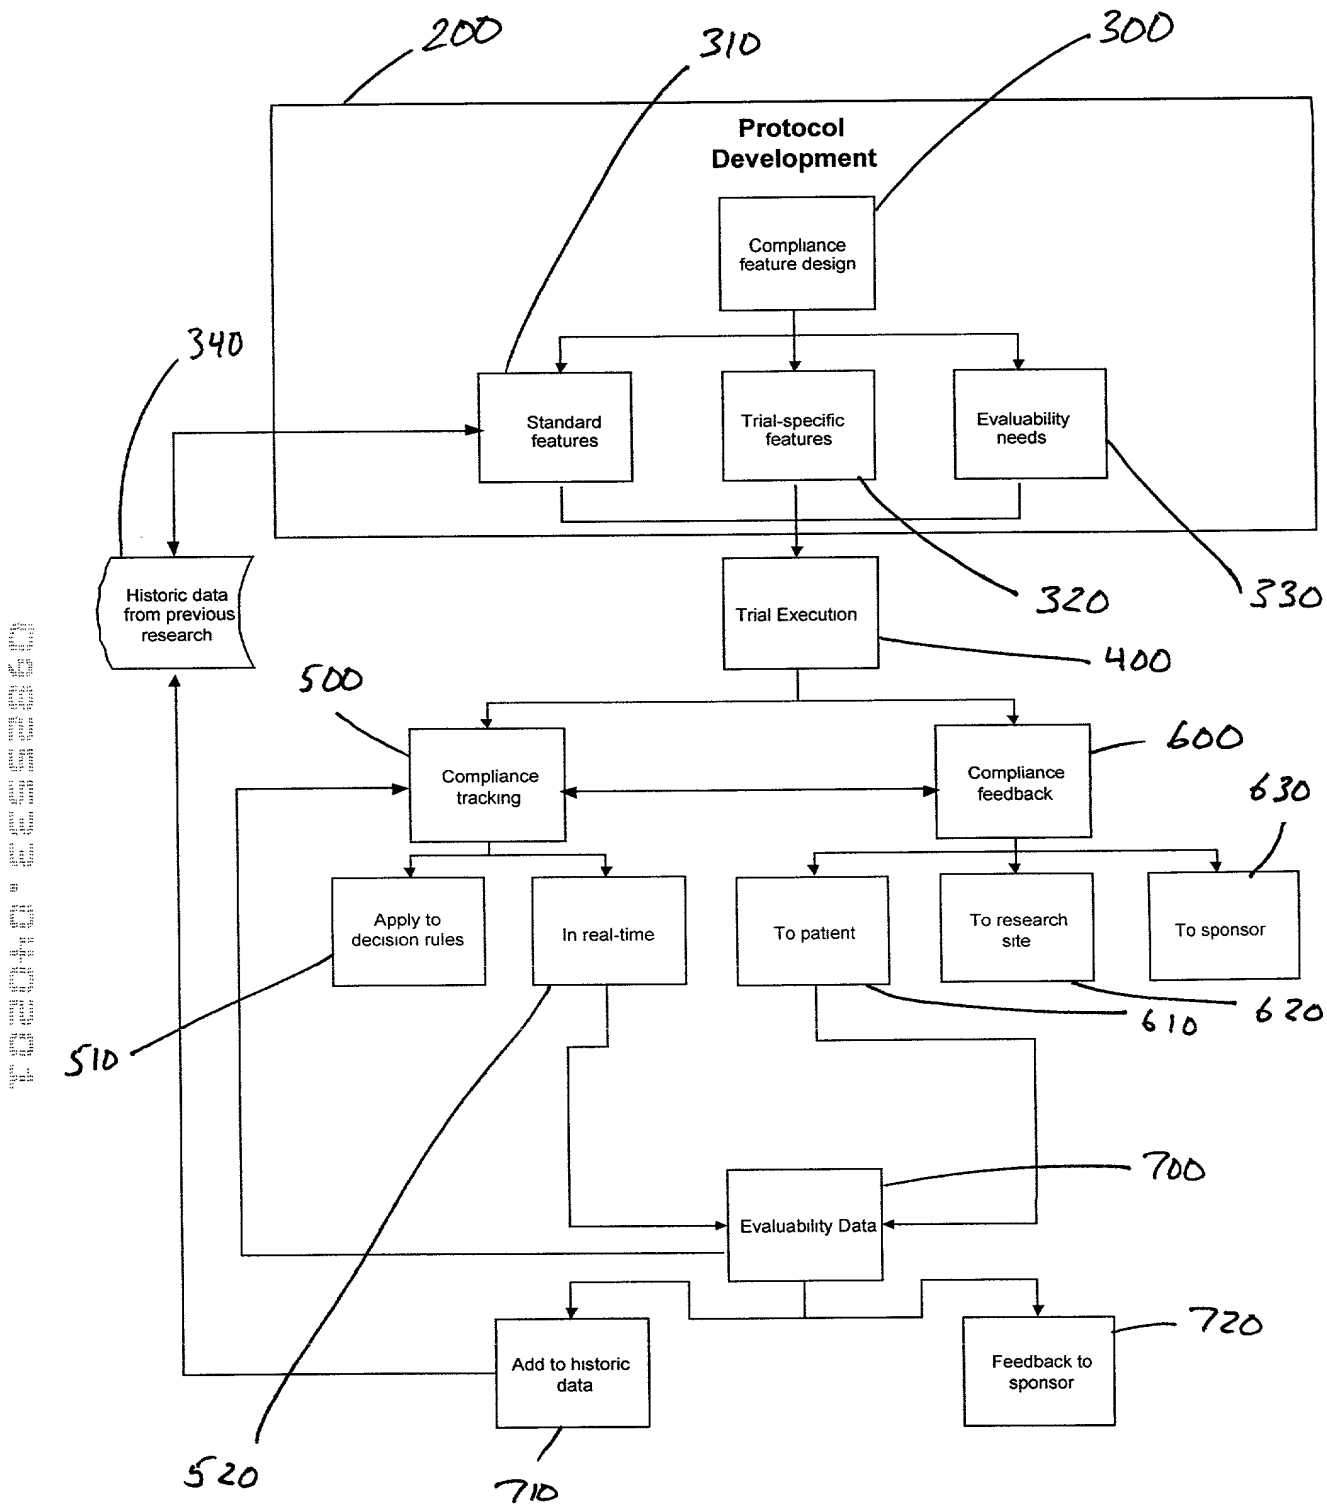 200
310
300
Protocol
Development
Compliance
feature design
340
Standard
features
Trial-specific
features
Evaluability
needs
Historic data
from previous
research
Trial Execution
320
330
400
500
600
Compliance
tracking
Compliance
feedback
630
Apply to
decision rules
In real-time
To patient
To research
site
To sponsor
510
610
620
700
Evaluability Data
720
Add to historic
data
Feedback to
sponsor
520
710